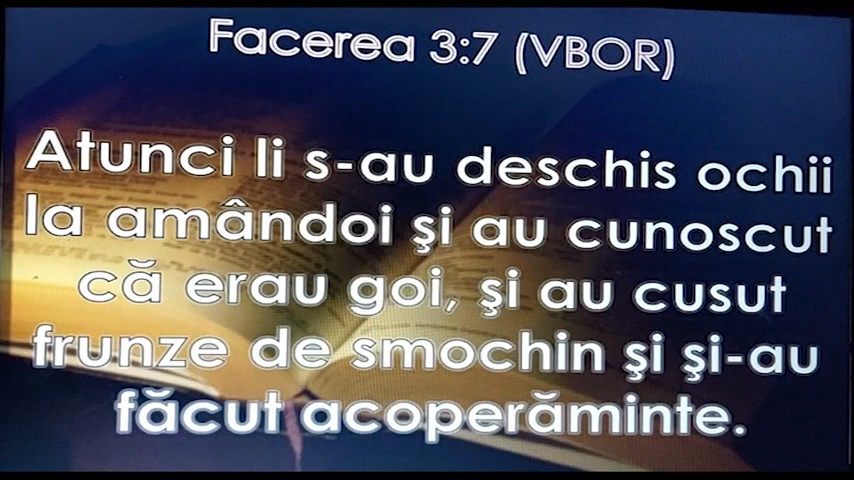 Facerea 3:7 (VBOR)
Atunci li s-au deschis ochii
la amândoi şi au cunoscut
că erau goi, şi au cusut
frunze de smochin şi şi-au
făcut acoperăminte.